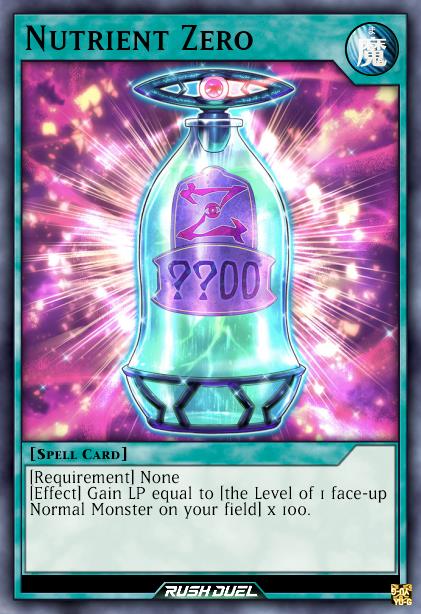 Nutrient Zero
ま
魔
Z
??00
[Spell Card]
[Requirement] None
[Effect] Gain LP equal to [the Level of 1 face-up
Normal Monster on your field] x 100.
RUSH DUEL